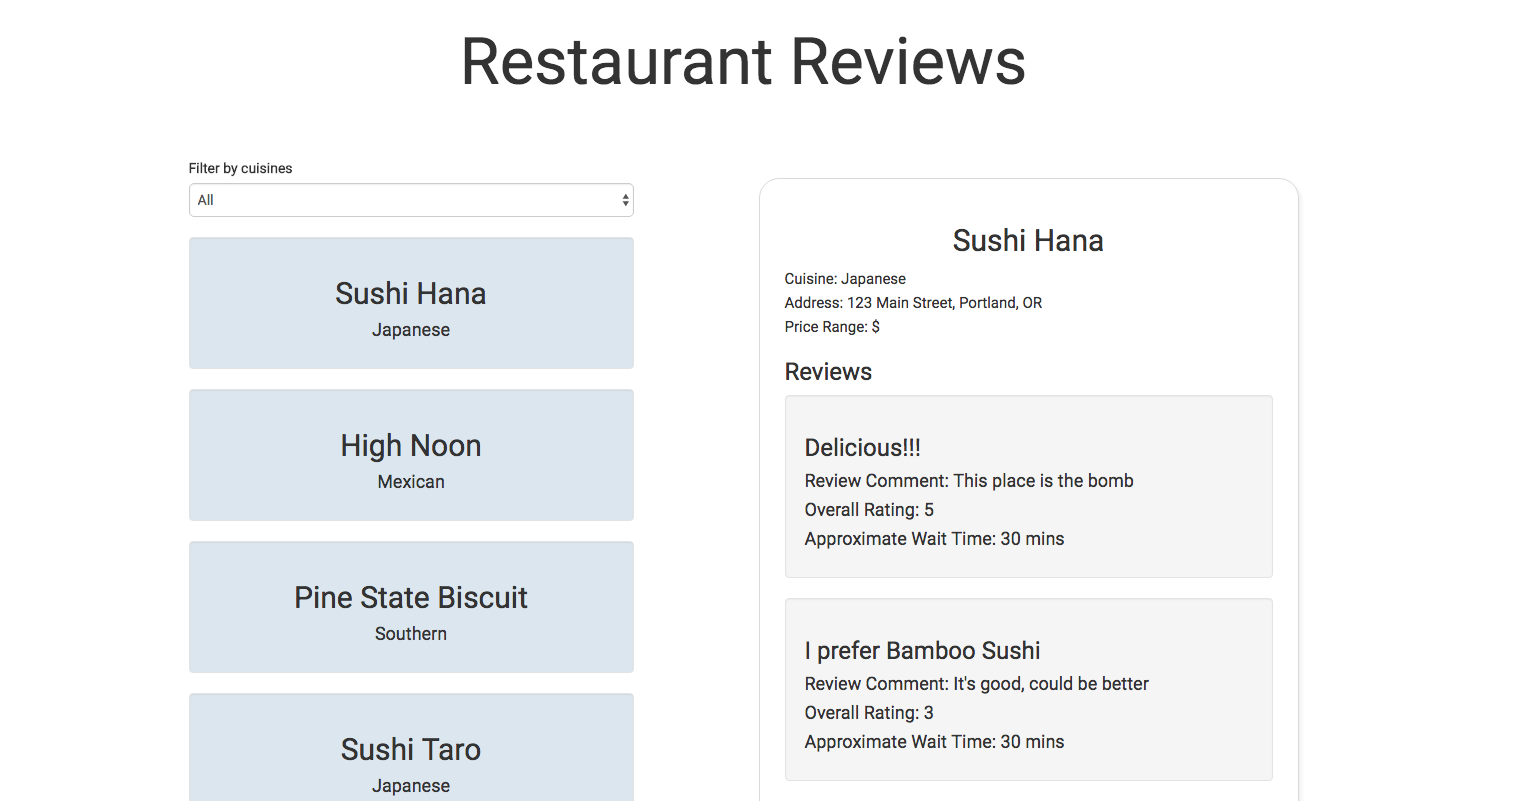 Restaurant Reviews
Filter by cuisines
All
Sushi Hana
Japanese
High Noon
Mexican
Pine State Biscuit
Southern
Sushi Taro
Japanese
Sushi Hana
Cuisine: Japanese
Address: 123 Main Street, Portland, OR
Price Range: $
Reviews
Delicious!!!
Review Comment: This place is the bomb
Overall Rating: 5
Approximate Wait Time: 30 mins
I prefer Bamboo Sushi
Review Comment: It's good, could be better
Overall Rating: 3
Approximate Wait Time: 30 mins